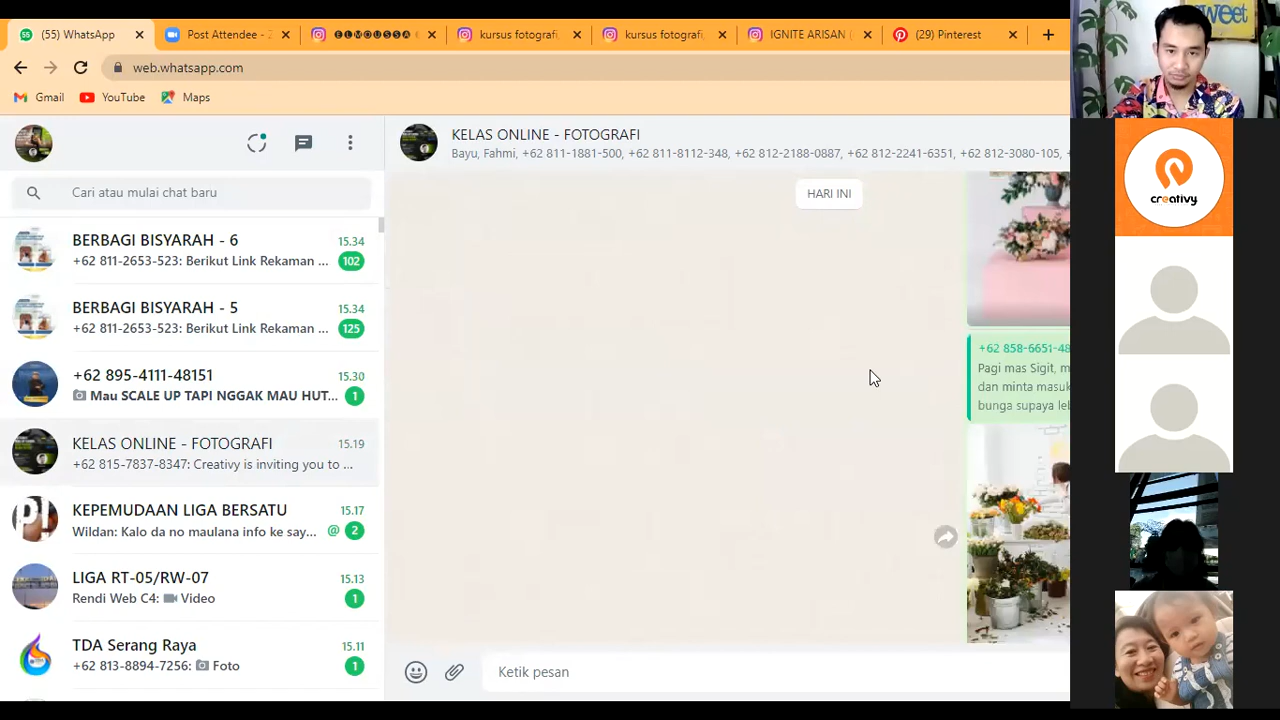 (55) WhatsApp
Post Attendee - Z
🅔🅛🅜🅞🅤🅢🅢🅐
kursus fotografi
kursus fotografi
IGNITE ARISAN (
(29) Pinterest
web.whatsapp.com
Gmail
YouTube
Maps
sweet
KELAS ONLINE - FOTOGRAFI
Bayu, Fahmi, +62 811-1881-500, +62 811-8112-348, +62 812-2188-0887, +62 812-2241-6351, +62 812-3080-105,
Cari atau mulai chat baru
HARI INI
creativy
BERBAGI BISYARAH - 6
15.34
+62 811-2653-523: Berikut Link Rekaman ...
102
BERBAGI BISYARAH - 5
15.34
+62 811-2653-523: Berikut Link Rekaman ...
125
+62 895-4111-48151
15.30
Mau SCALE UP TAPI NGGAK MAU HUT...
1
KELAS ONLINE - FOTOGRAFI
15.19
+62 815-7837-8347: Creativy is inviting you to ...
KEPEMUDAAN LIGA BERSATU
15.17
Wildan: Kalo da no maulana info ke say...
@ 2
LIGA RT-05/RW-07
15.13
Rendi Web C4: Video
1
TDA Serang Raya
15.11
+62 813-8894-7256: Foto
1
+62 858-6651-48
Pagi mas Sigit, m
dan minta masuk
bunga supaya leb
Ketik pesan